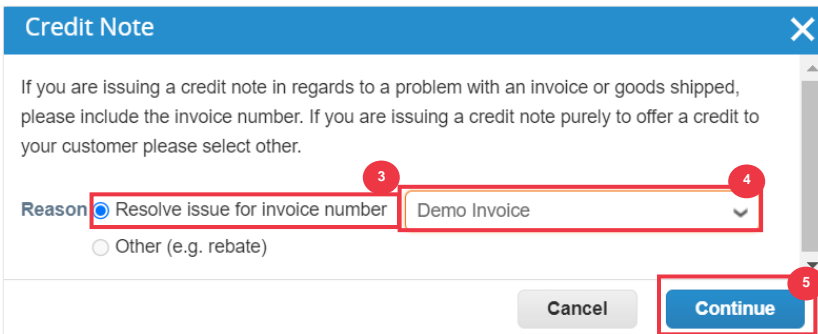 Credit Note
If you are issuing a credit note in regards to a problem with an invoice or goods shipped,
please include the invoice number. If you are issuing a credit note purely to offer a credit to
your customer please select other.
3
4
Reason Resolve issue for invoice number Demo Invoice
Other (e.g. rebate)
5
Cancel Continue